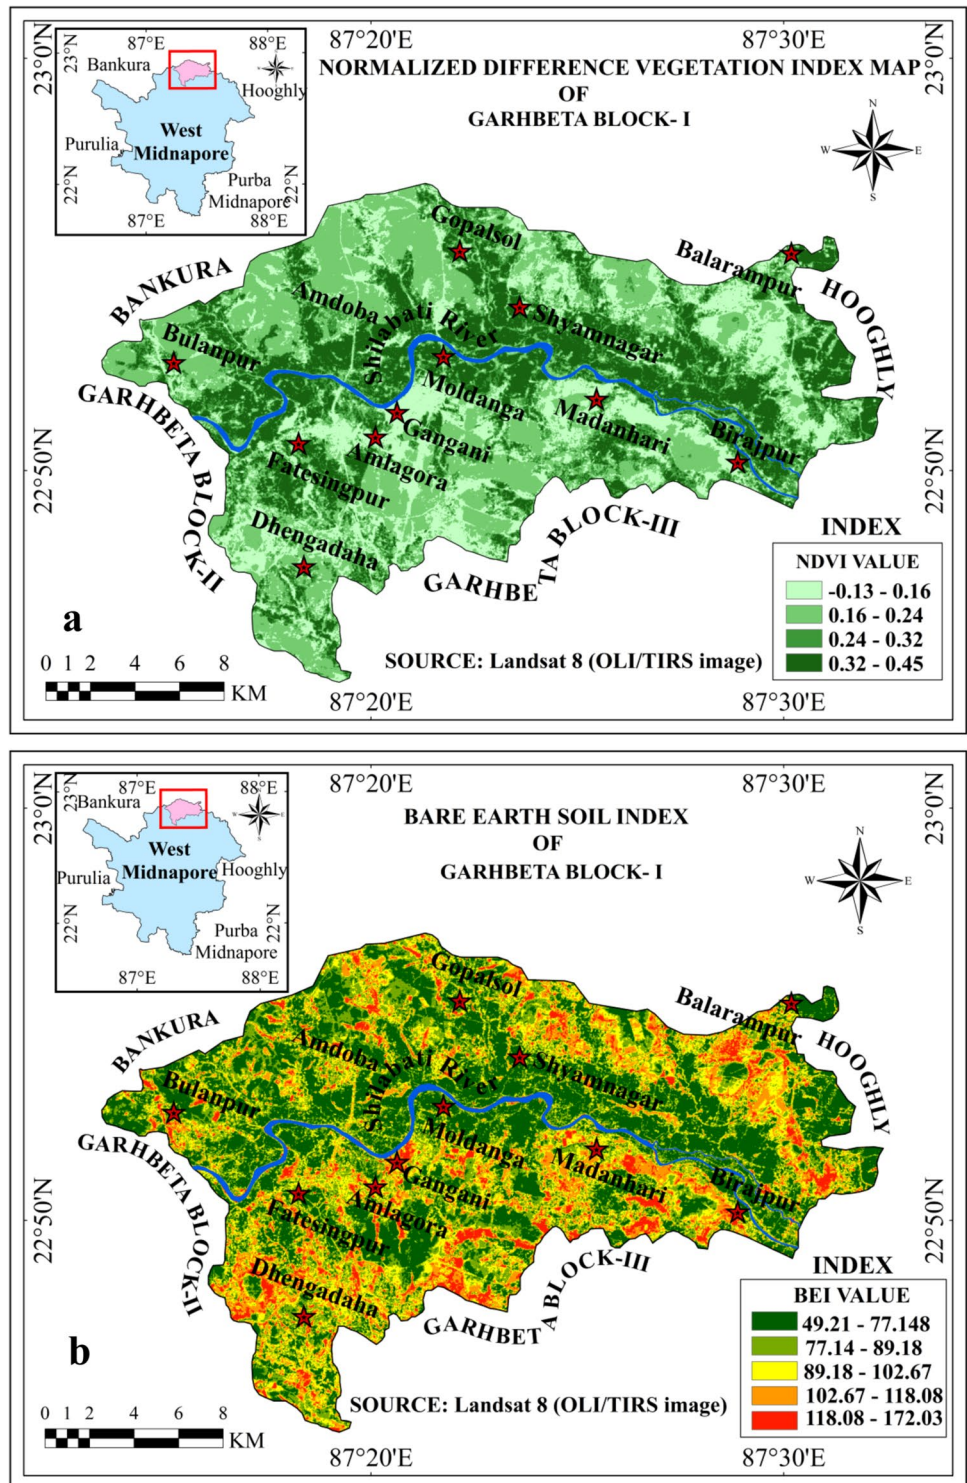 87°20'E 87°30'E
23°0'N 23°0'N
NORMALIZED DIFFERENCE VEGETATION INDEX MAP
OF
GARHBETA BLOCK- I
87°E 88°E
23°N
Bankura
Hooghly
West
Midnapore
Purulia
Purba
Midnapore
22°N 22°N
87°E 88°E
N
W E
S
Gopalsol
Balarampur
BANKURA
HOOGHLY
Amdoba
Shilabati River
Shyamnagar
Bulanpur
Moldanga
GARHBETA BLOCK-II
Madanhari
Gangani
Birajpur
Amlagora
Fatesingpur
22°50'N 22°50'N
Dhengadaha
GARHBETA BLOCK-III
INDEX
NDVI VALUE
-0.13 - 0.16
0.16 - 0.24
0.24 - 0.32
0.32 - 0.45
a
0 1 2 4 6 8
KM
SOURCE: Landsat 8 (OLI/TIRS image)
87°20'E 87°30'E
87°20'E 87°30'E
23°0'N 23°0'N
BARE EARTH SOIL INDEX
OF
GARHBETA BLOCK- I
87°E 88°E
23°N
Bankura
W E
S
West
Midnapore
Hooghly
Purulia
Purba
Midnapore
22°N 22°N
87°E 88°E
N
W E
S
Gopalsol
Balarampur
BANKURA
HOOGHLY
Amdoba
Shilabati River
Shyamnagar
Bulanpur
Moldanga
GARHBETA BLOCK-II
Madanhari
Gangani
Birajpur
Amlagora
Fatesingpur
22°50'N 22°50'N
Dhengadaha
GARHBETA BLOCK-III
INDEX
BEI VALUE
49.21 - 77.148
77.14 - 89.18
89.18 - 102.67
102.67 - 118.08
118.08 - 172.03
b
0 1 2 4 6 8
KM
SOURCE: Landsat 8 (OLI/TIRS image)
87°20'E 87°30'E